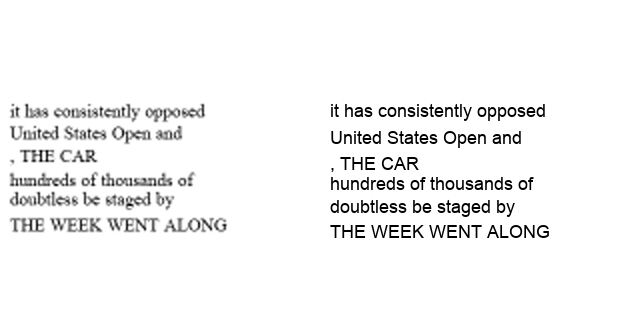 it has consistently opposed
United States Open and
, THE CAR
hundreds of thousands of
doubtless be staged by
THE WEEK WENT ALONG
it has consistently opposed
United States Open and
, THE CAR
hundreds of thousands of
doubtless be staged by
THE WEEK WENT ALONG